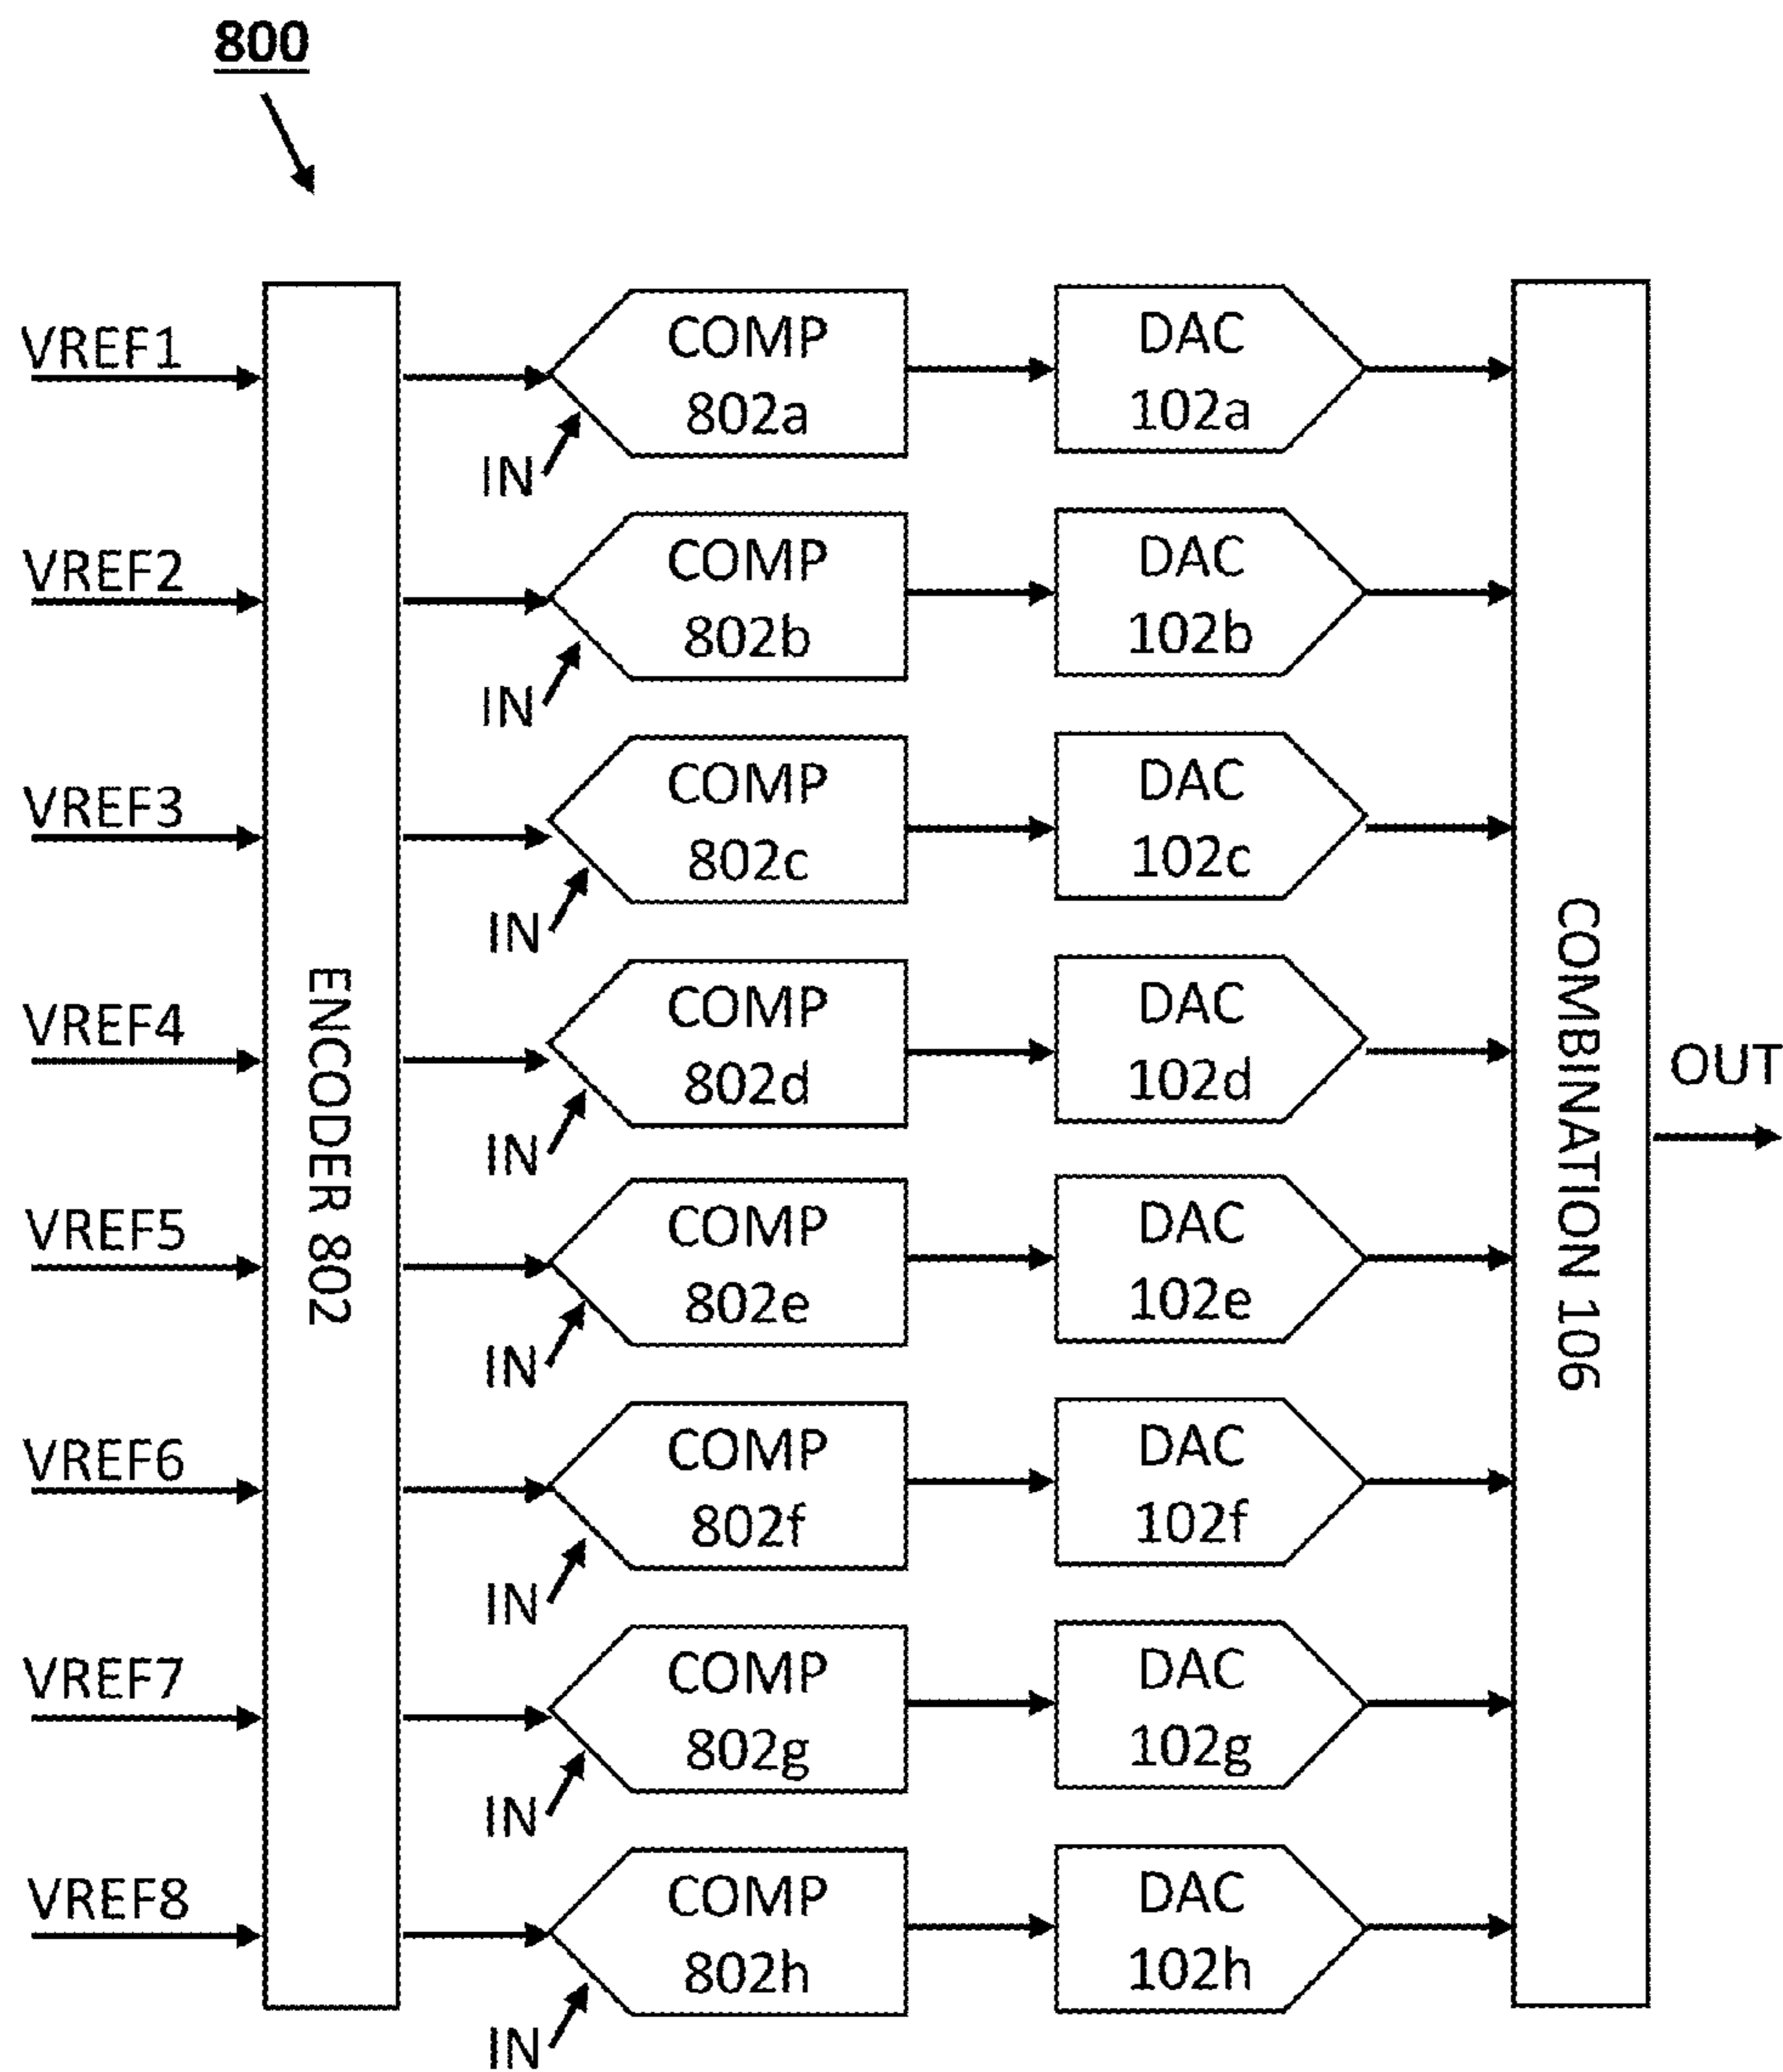 800
VREF1
COMP
802a
IN
DAC
102a
VREF2
COMP
802b
IN
DAC
102b
VREF3
COMP
802c
IN
DAC
102c
VREF4
COMP
802d
IN
DAC
102d
VREF5
COMP
802e
IN
DAC
102e
VREF6
COMP
802f
IN
DAC
102f
VREF7
COMP
802g
IN
DAC
102g
VREF8
COMP
802h
IN
DAC
102h
ENCODER 802
COMBINATION 106
OUT